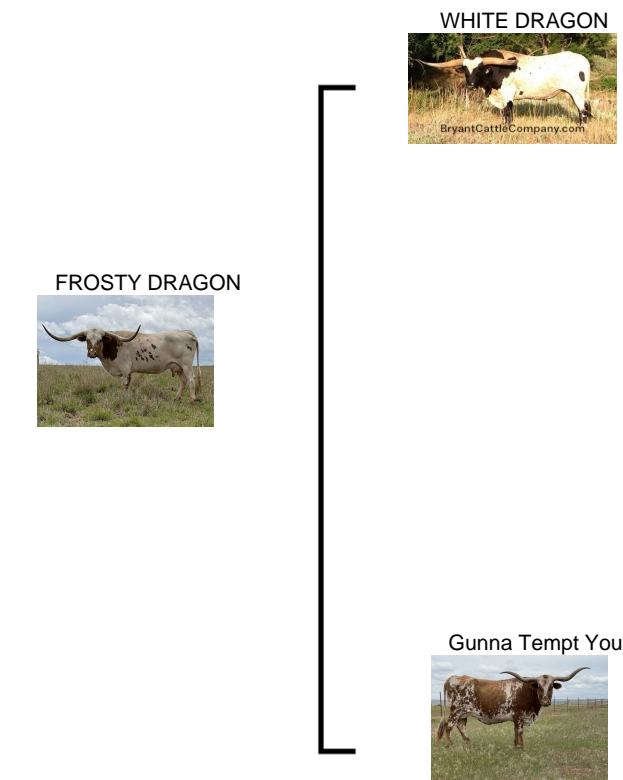 WHITE DRAGON
BryantCattleCompany.com
FROSTY DRAGON
Gunna Tempt You